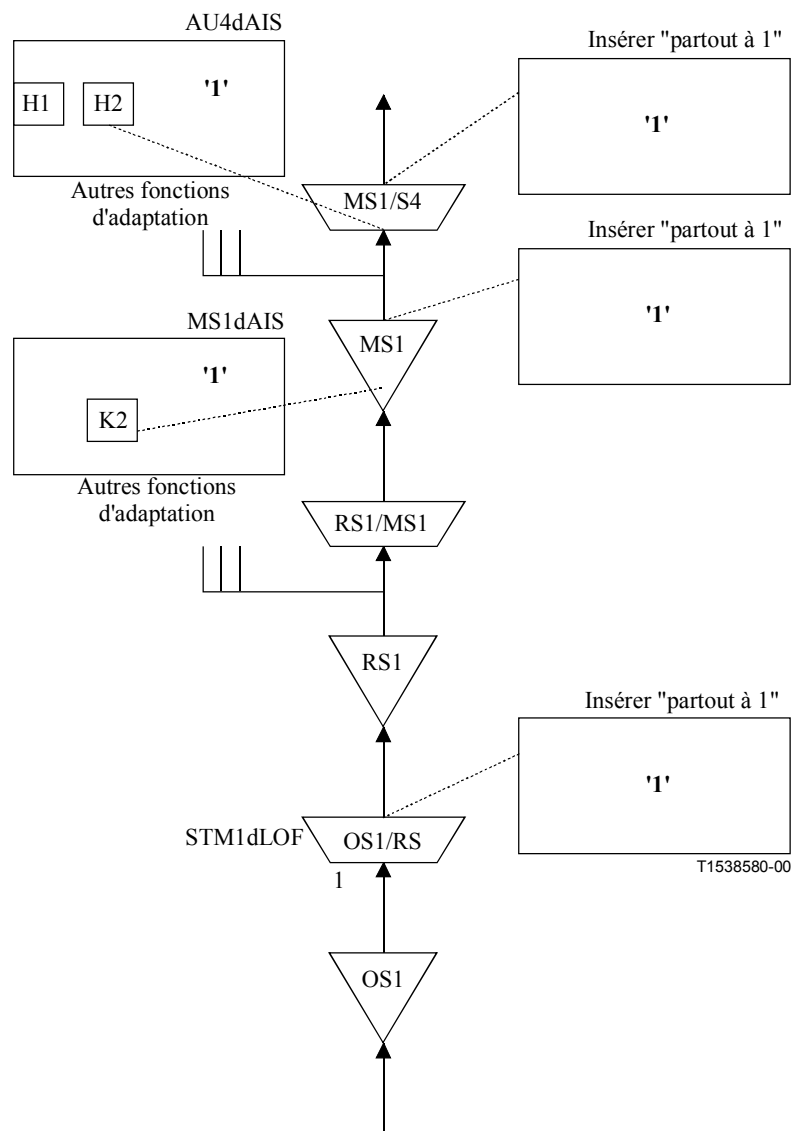 AU4dAIS
Insérer "partout à 1"
H1
H2
'1'
'1'
Autres fonctions
d'adaptation
MS1/S4
Insérer "partout à 1"
MS1dAIS
MS1
'1'
'1'
K2
Autres fonctions
d'adaptation
RS1/MS1
RS1
Insérer "partout à 1"
'1'
STM1dLOF
OS1/RS
1
T1538580-00
OS1